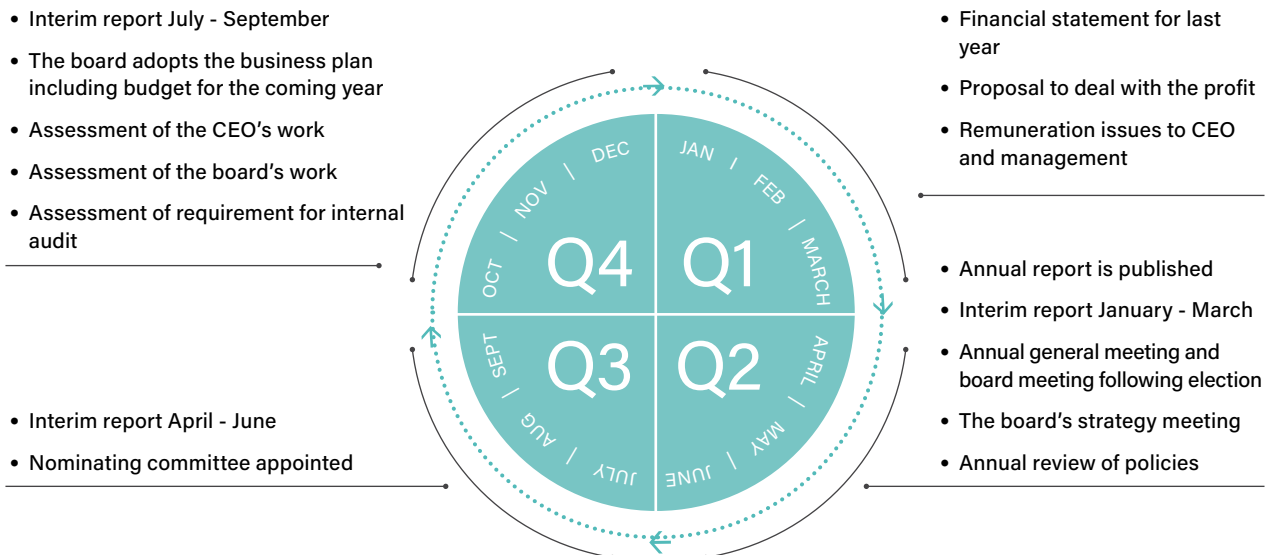 • Interim report July - September
• The board adopts the business plan
including budget for the coming year
• Assessment of the CEO's work
• Assessment of the board's work
• Assessment of requirement for internal
audit
• Financial statement for last
year
• Proposal to deal with the profit
• Remuneration issues to CEO
and management
OCT | NOV | DEC
JAN | FEB | MARCH
Q4
Q1
Q3
Q2
SEPT | AUG | JULY
APRIL | MAY | JUNE
• Annual report is published
• Interim report January - March
• Annual general meeting and
board meeting following election
• The board's strategy meeting
• Annual review of policies
• Interim report April - June
• Nominating committee appointed